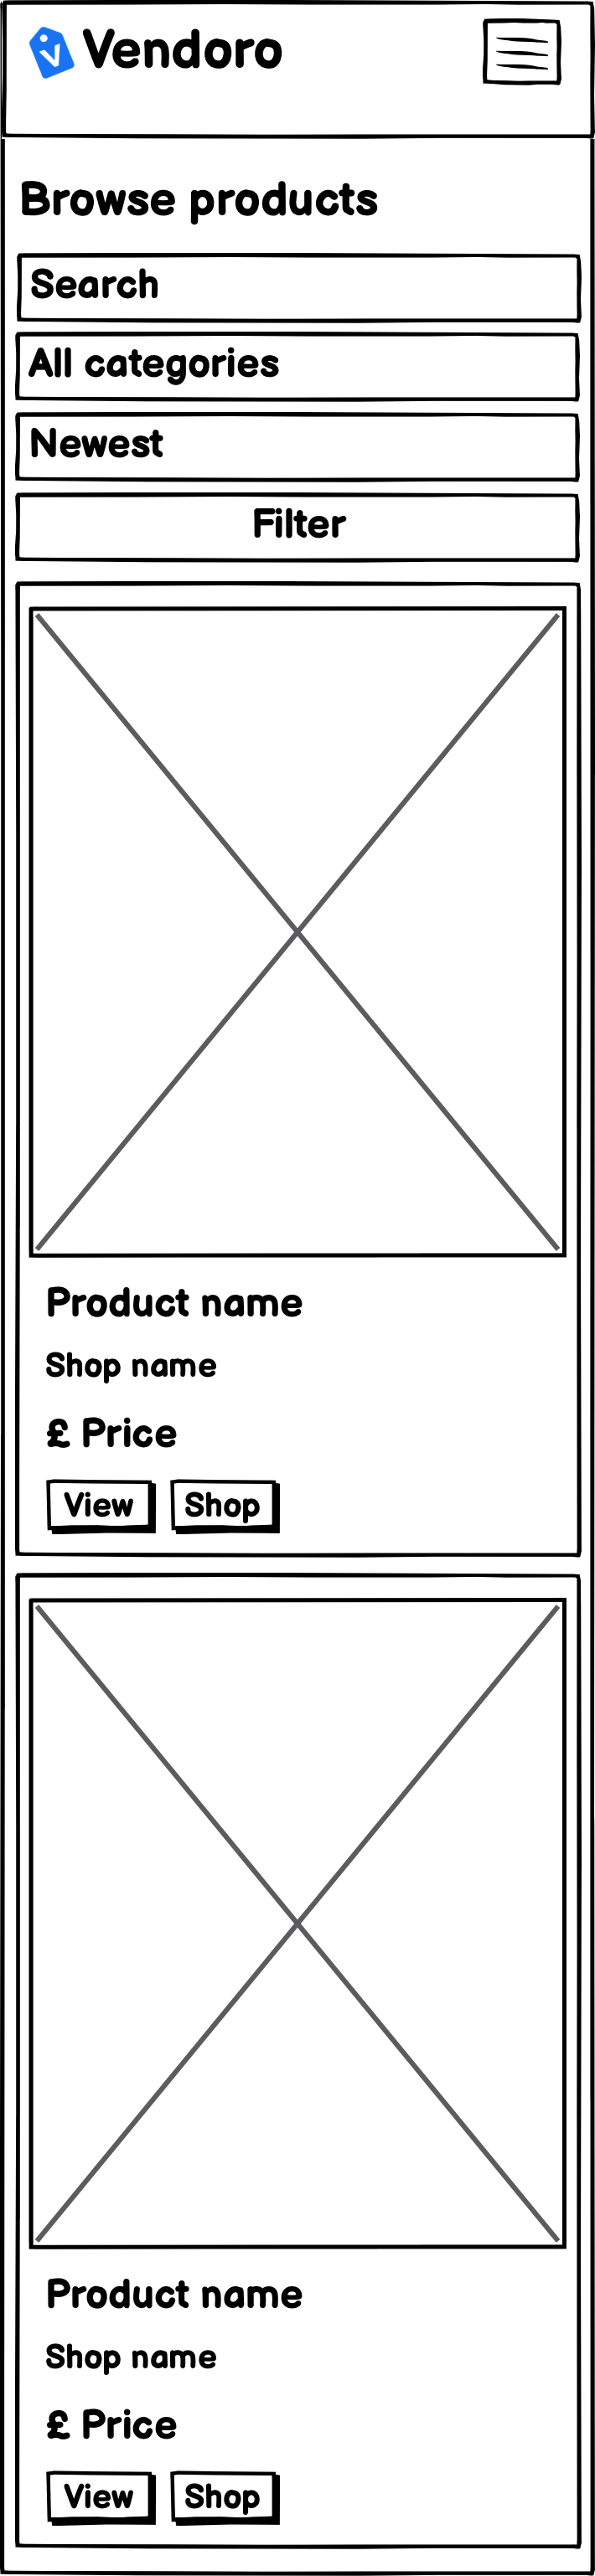 V Vendoro
Browse products
Search
All categories
Newest
Filter
Product name
Shop name
£ Price
View Shop
Product name
Shop name
£ Price
View Shop